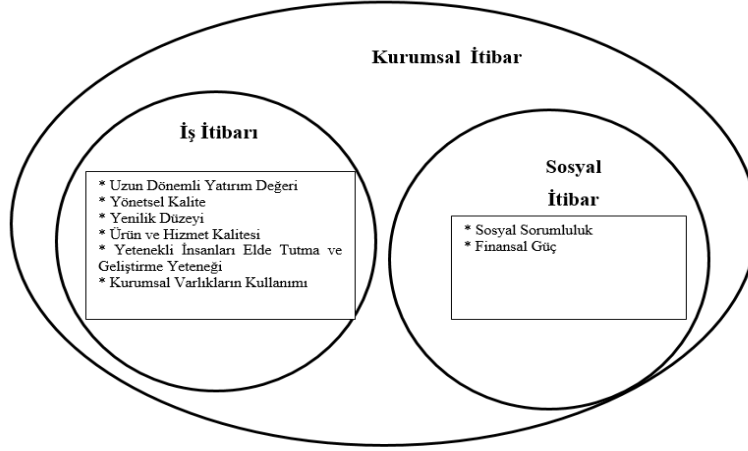 Kurumsal İtibar
İş İtibarı
* Uzun Dönemli Yatırım Değeri
* Yönetsel Kalite
* Yenilik Düzeyi
* Ürün ve Hizmet Kalitesi
* Yetenekli İnsanları Elde Tutma ve
Geliştirme Yeteneği
* Kurumsal Varlıkların Kullanımı
Sosyal
İtibar
* Sosyal Sorumluluk
* Finansal Güç